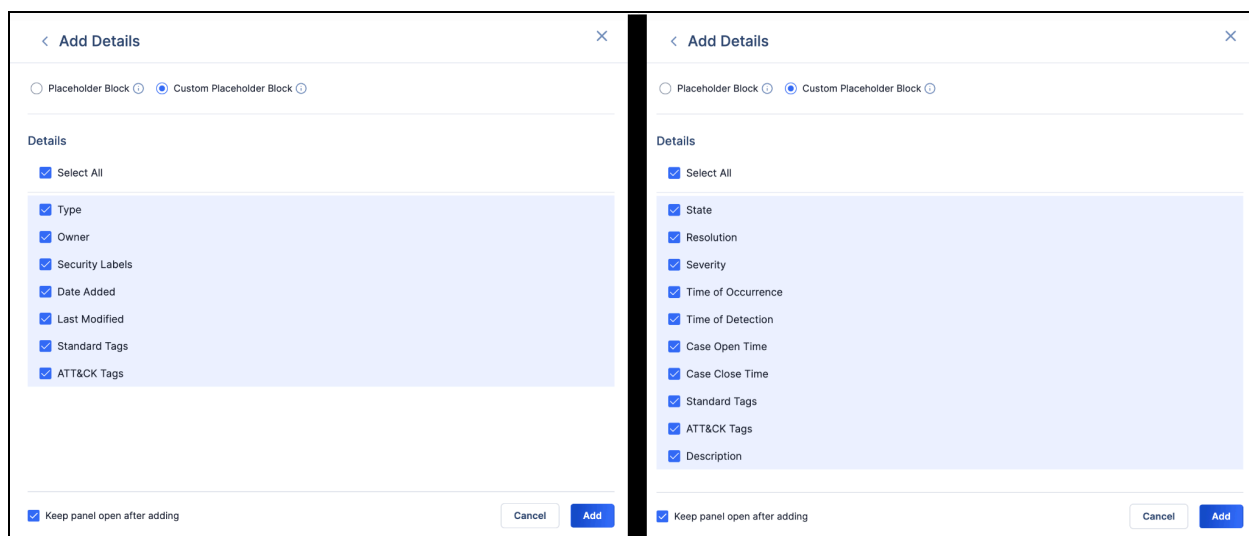 Add Details
Placeholder Block Custom Placeholder Block
Details
Select All
Type
Owner
Security Labels
Date Added
Last Modified
Standard Tags
ATT&CK Tags
Keep panel open after adding Cancel Add
Add Details
Placeholder Block Custom Placeholder Block
Details
Select All
State
Resolution
Severity
Time of Occurrence
Time of Detection
Case Open Time
Case Close Time
Standard Tags
ATT&CK Tags
Description
Keep panel open after adding Cancel Add